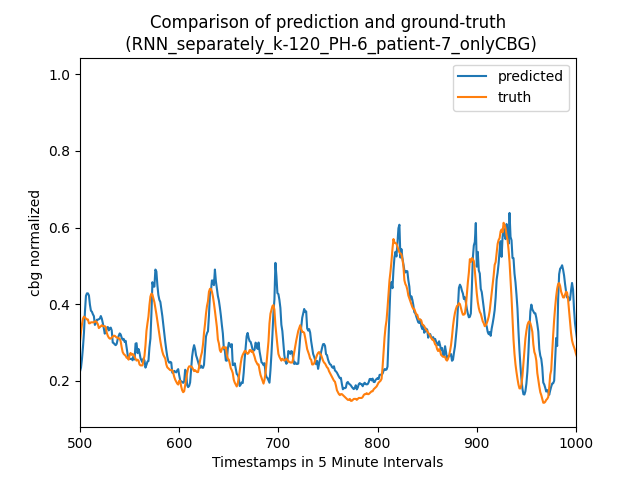 Comparison of prediction and ground-truth
(RNN_separately_k-120_PH-6_patient-7_onlyCBG)
predicted
truth
cbg normalized
1.0
0.8
0.6
0.4
0.2
500
600
700
800
900
1000
Timestamps in 5 Minute Intervals